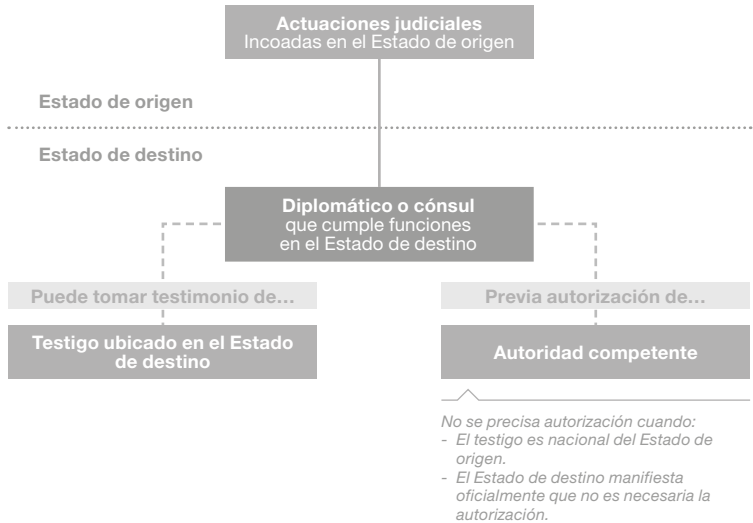 Actuaciones judiciales
Incoadas en el Estado de origen
Estado de origen
Estado de destino
Diplomático o cónsul
que cumple funciones
en el Estado de destino
Puede tomar testimonio de...
Testigo ubicado en el Estado
de destino
Previa autorización de...
Autoridad competente
No se precisa autorización cuando:
- El testigo es nacional del Estado de
origen.
- El Estado de destino manifiesta
oficialmente que no es necesaria la
autorización.